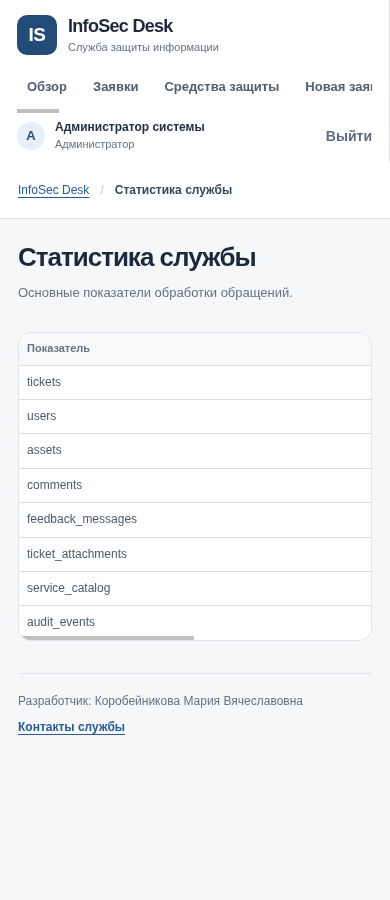 IS
InfoSec Desk
Служба защиты информации
Обзор Заявки Средства защиты Новая
А
Администратор системы
Администратор
Выйти
InfoSec Desk / Статистика службы
Статистика службы
Основные показатели обработки обращений.
Показатель
tickets
users
assets
comments
feedback_messages
ticket_attachments
service_catalog
audit_events
Разработчик: Коробейникова Мария Вячеславовна
Контакты службы